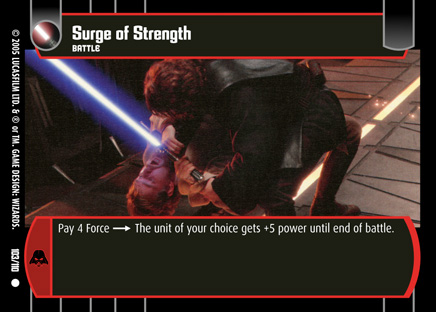 Surge of Strength
BATTLE
Pay 4 Force → The unit of your choice gets +5 power until end of battle.
© 2005 LUCASFILM LTD. & ® or TM. GAME DESIGN: WIZARDS.
103/110